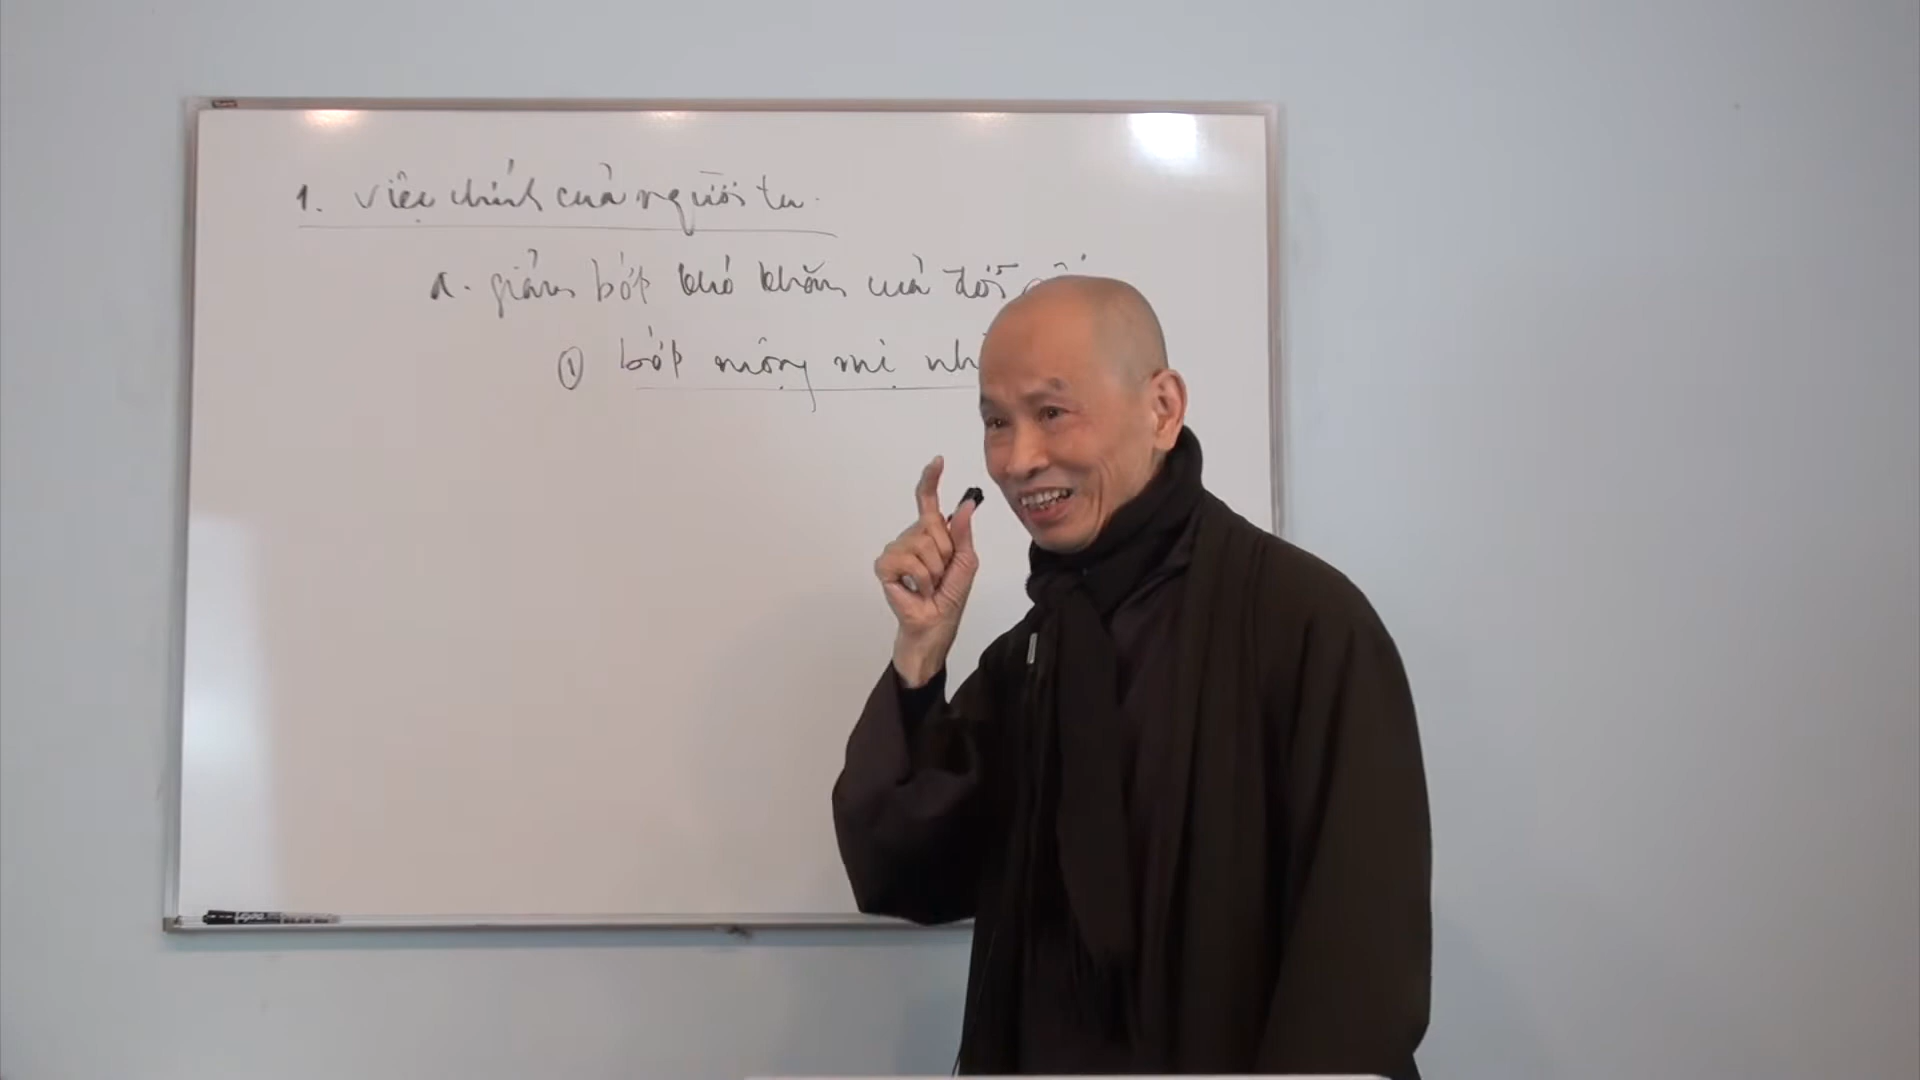 1. Việc chính của người tu.
a. giảm bớt khó khăn của đời
① bớt mộng mị